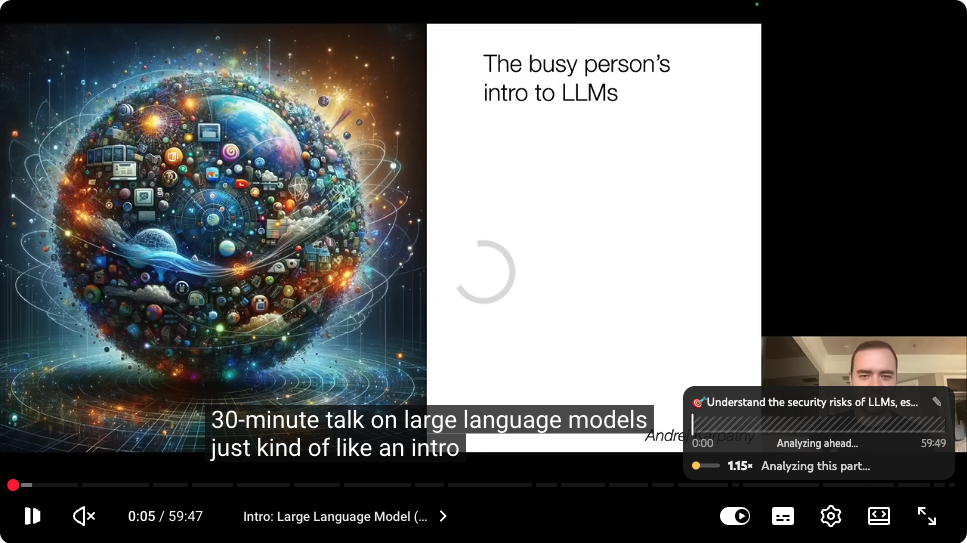 The busy person's
intro to LLMs
30-minute talk on large language models
just kind of like an intro
Andrej Karpathy
🎯Understand the security risks of LLMs, es...
0:00
Analyzing ahead...
59:49
1.15×
Analyzing this part...
0:05 / 59:47
Intro: Large Language Model (...